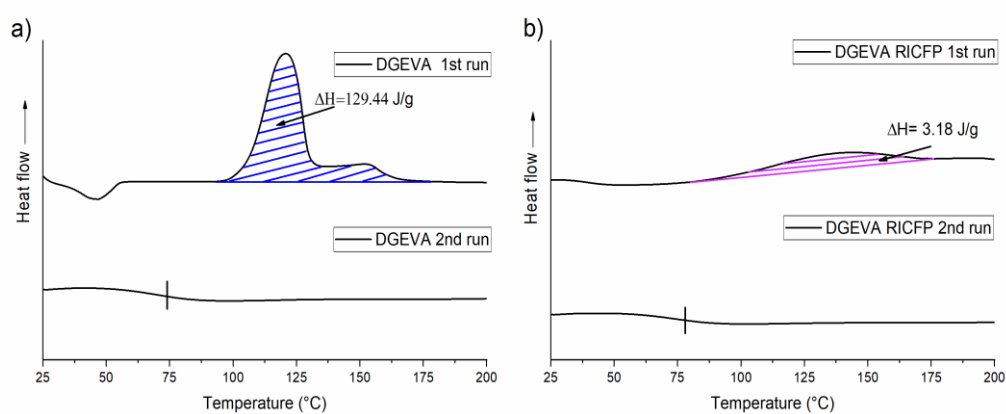 a)
DGEVA 1st run
ΔH=129.44 J/g
Heat flow
DGEVA 2nd run
25 50 75 100 125 150 175 200
Temperature (°C)
b)
DGEVA RICFP 1st run
ΔH= 3.18 J/g
Heat flow
DGEVA RICFP 2nd run
25 50 75 100 125 150 175 200
Temperature (°C)